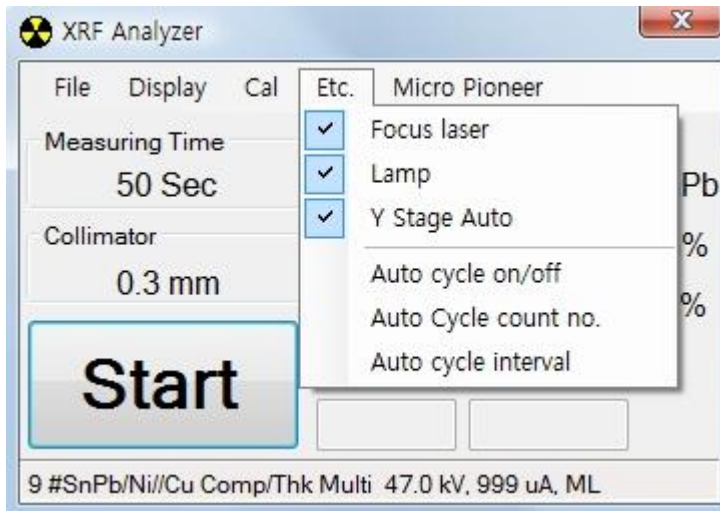 XRF Analyzer
File Display Cal Etc. Micro Pioneer
Measuring Time
50 Sec
Collimator
0.3 mm
Start
Focus laser
Lamp
Y Stage Auto
Auto cycle on/off
Auto Cycle count no.
Auto cycle interval
Pb
%
%
9 #SnPb/Ni//Cu Comp/Thk Multi 47.0 kV, 999 uA, ML